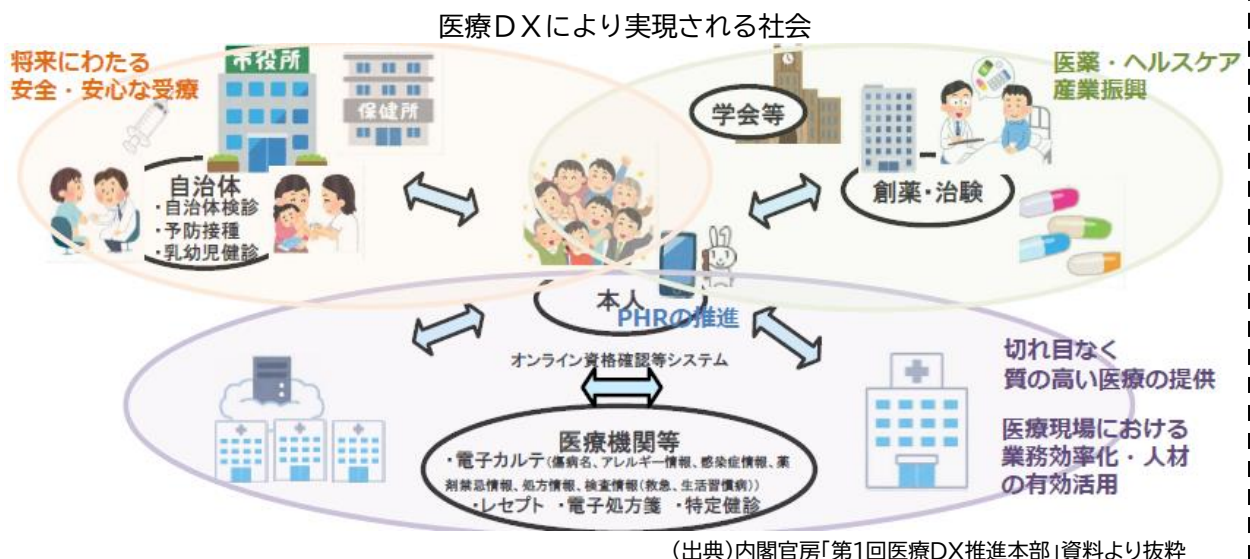 医療ＤＸにより実現される社会
将来にわたる
安全・安心な受療
市役所
保健所
自治体
・自治体検診
・予防接種
・乳幼児健診
学会等
創薬・治験
医薬・ヘルスケア
産業振興
本人
PHRの推進
オンライン資格確認等システム
医療機関等
・電子カルテ(傷病名、アレルギー情報、感染症情報、薬
剤禁忌情報、処方情報、検査情報(救急、生活習慣病))
・レセプト ・電子処方箋 ・特定健診
切れ目なく
質の高い医療の提供
医療現場における
業務効率化・人材
の有効活用
(出典)内閣官房「第1回医療DX推進本部」資料より抜粋